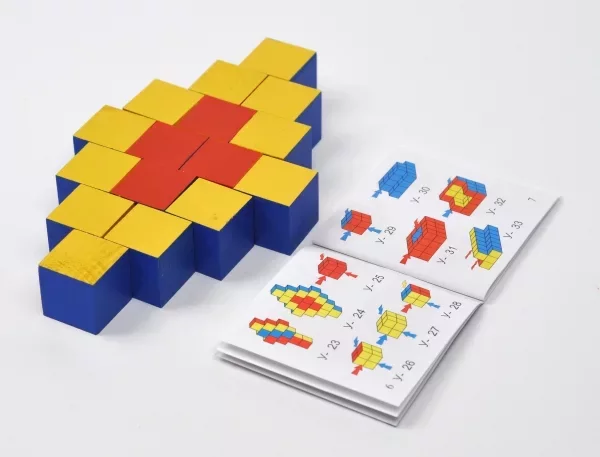 У- 23
У- 24
У- 25
У- 26
У- 27
У- 28
6
У- 29
У- 30
У- 31
У- 32
У- 33
7